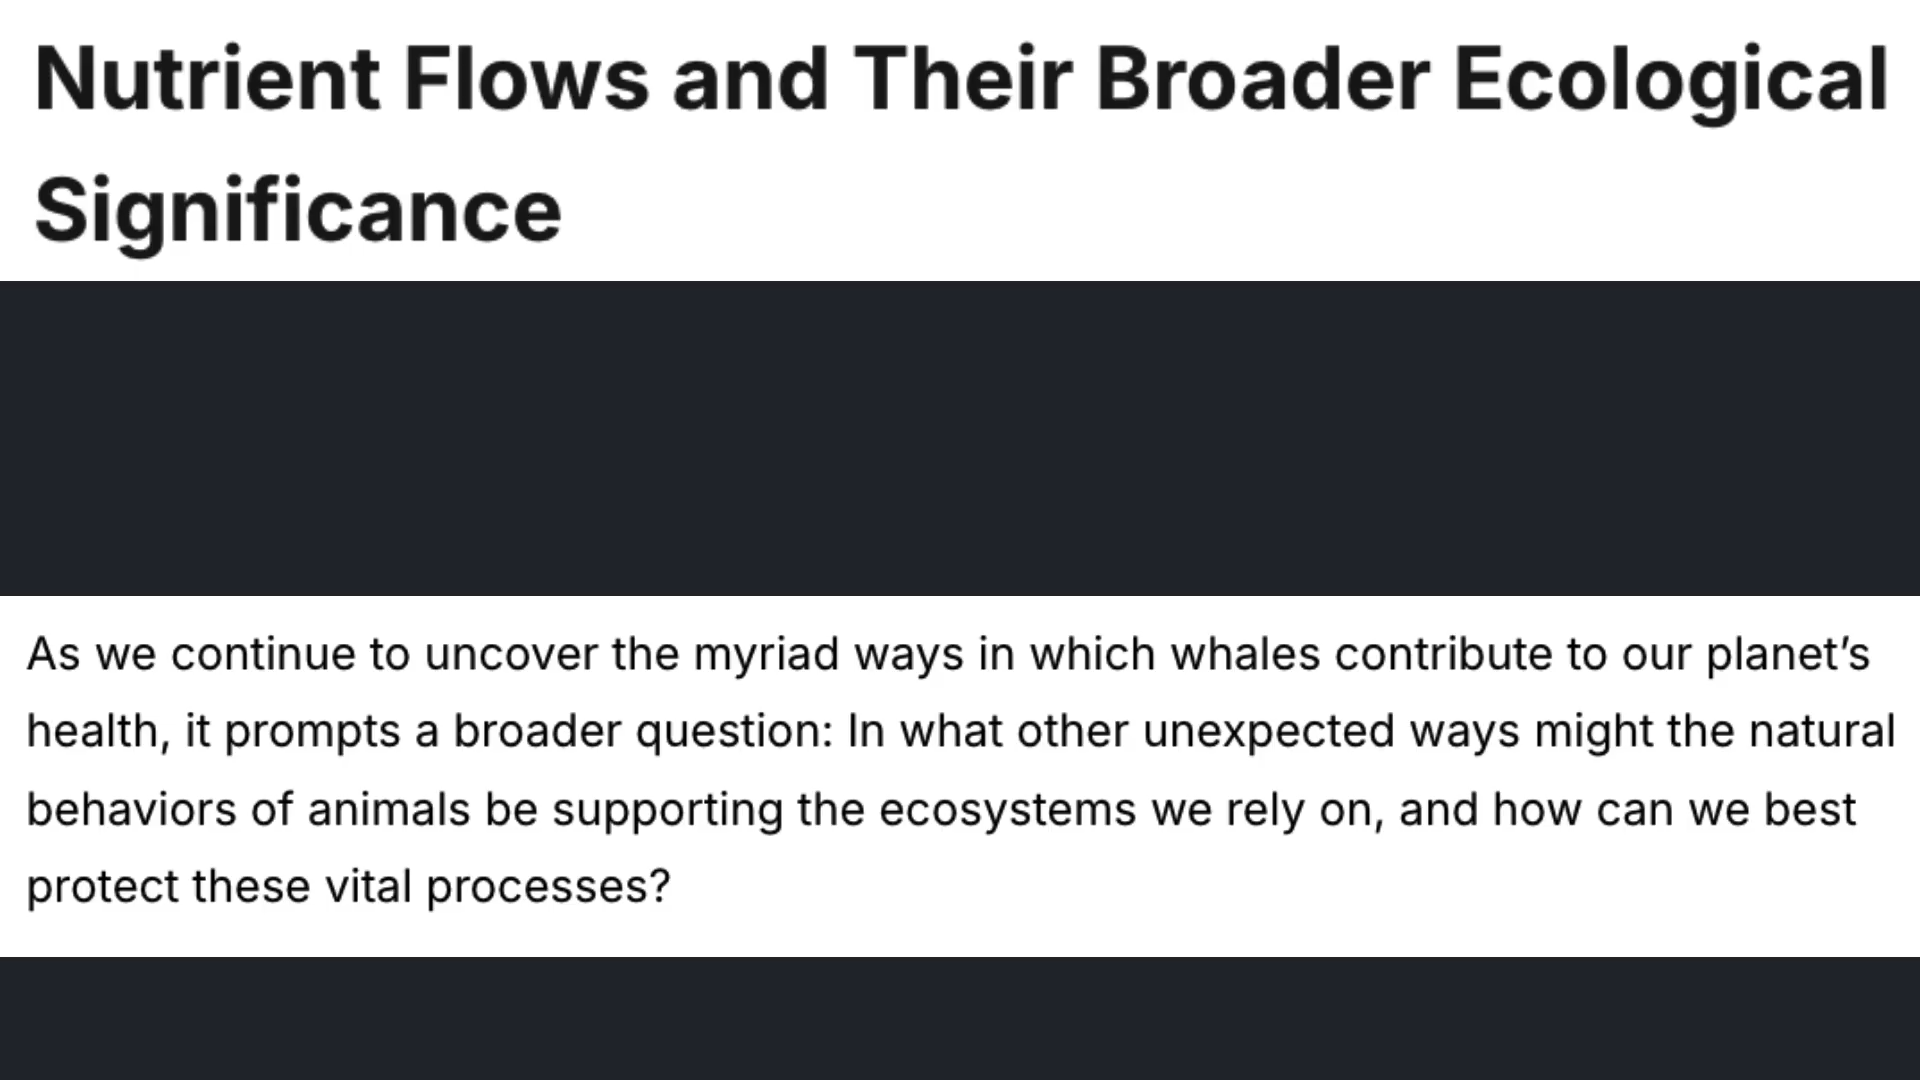 Nutrient Flows and Their Broader Ecological
Significance
As we continue to uncover the myriad ways in which whales contribute to our planet’s
health, it prompts a broader question: In what other unexpected ways might the natural
behaviors of animals be supporting the ecosystems we rely on, and how can we best
protect these vital processes?